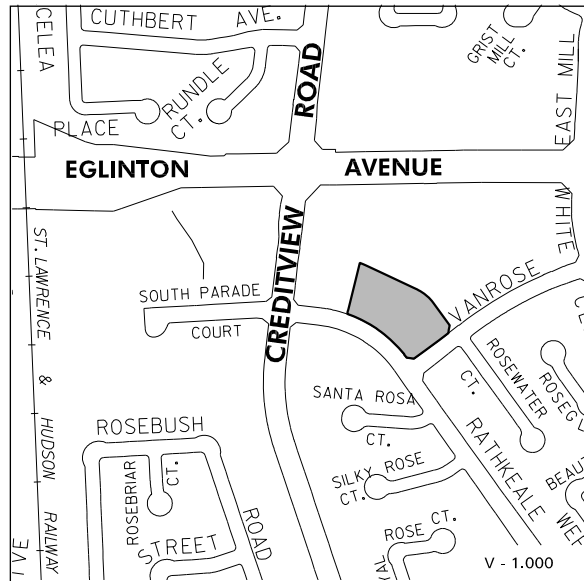 CUTHBERT AVE.
CELEA
GRIST MILL CT.
EAST MILL
RUNDLE CT.
PLACE
ROAD
EGLINTON
AVENUE
WHITE
ST. LAWRENCE & HUDSON RAILWAY
CREDITVIEW
SOUTH PARADE
COURT
VANROSE
ROSEWATER
CT.
SANTA ROSA
CT.
RATHKEALE
ROSEBUSH
ROSEBRIAR
CT.
SILKY ROSE
CT.
ROAD
STREET
ROSE CT.
V - 1.000